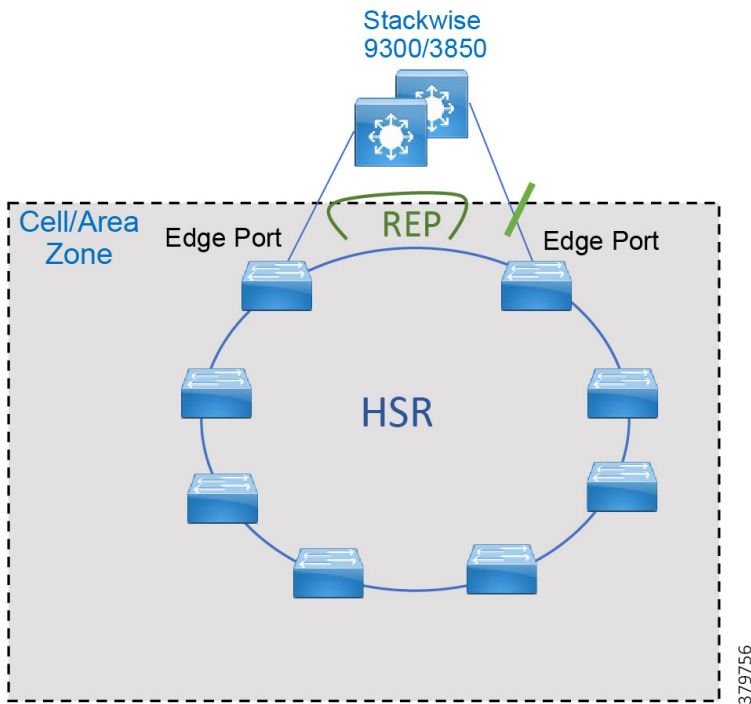 Stackwise
9300/3850
Cell/Area
Zone
Edge Port
REP
Edge Port
HSR
379756